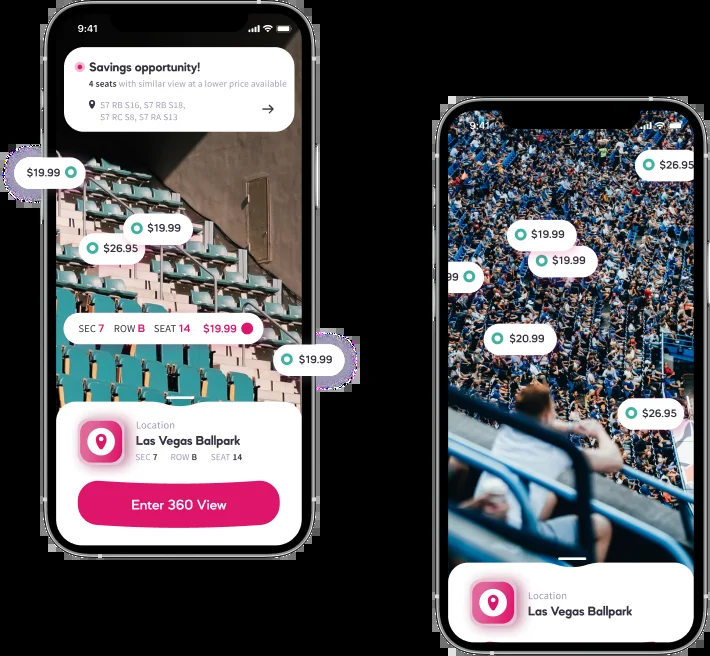 9:41
Savings opportunity!
4 seats with similar view at a lower price available
S7 RB S16, S7 RB S18,
S7 RC S8, S7 RA S13
$19.99
$19.99
$26.95
SEC 7 ROW B SEAT 14 $19.99
$19.99
Location
Las Vegas Ballpark
SEC 7 ROW B SEAT 14
Enter 360 View
9:41
$26.95
$19.99
$19.99
99
$20.99
$26.95
Location
Las Vegas Ballpark